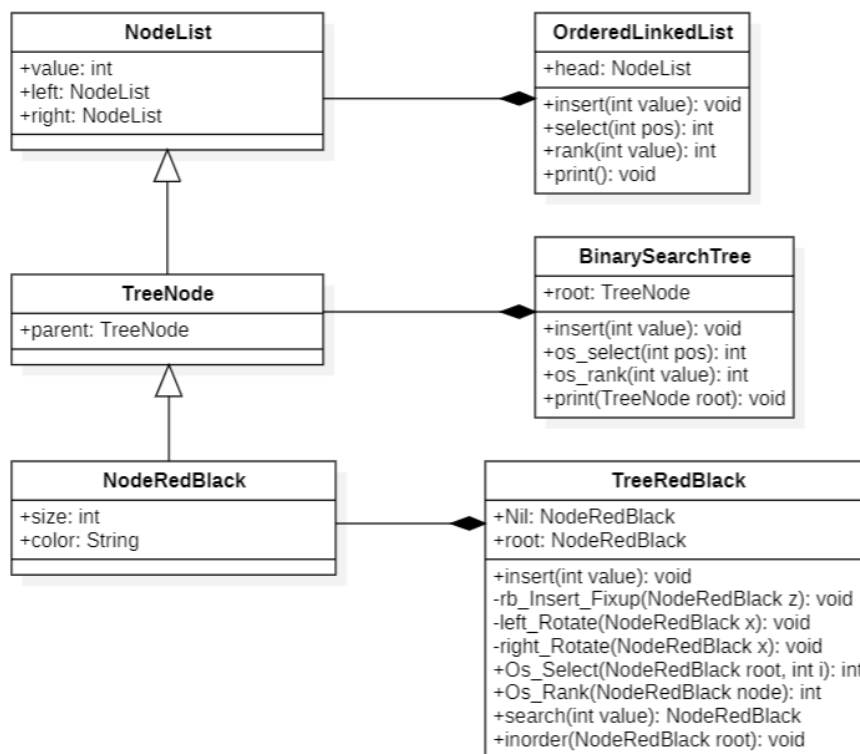 NodeList
+value: int
+left: NodeList
+right: NodeList
OrderedLinkedList
+head: NodeList
+insert(int value): void
+select(int pos): int
+rank(int value): int
+print(): void
TreeNode
+parent: TreeNode
BinarySearchTree
+root: TreeNode
+insert(int value): void
+os_select(int pos): int
+os_rank(int value): int
+print(TreeNode root): void
NodeRedBlack
+size: int
+color: String
TreeRedBlack
+Nil: NodeRedBlack
+root: NodeRedBlack
+insert(int value): void
-rb_Insert_Fixup(NodeRedBlack z): void
-left_Rotate(NodeRedBlack x): void
-right_Rotate(NodeRedBlack x): void
+Os_Select(NodeRedBlack root, int i): int
+Os_Rank(NodeRedBlack node): int
+search(int value): NodeRedBlack
+inorder(NodeRedBlack root): void